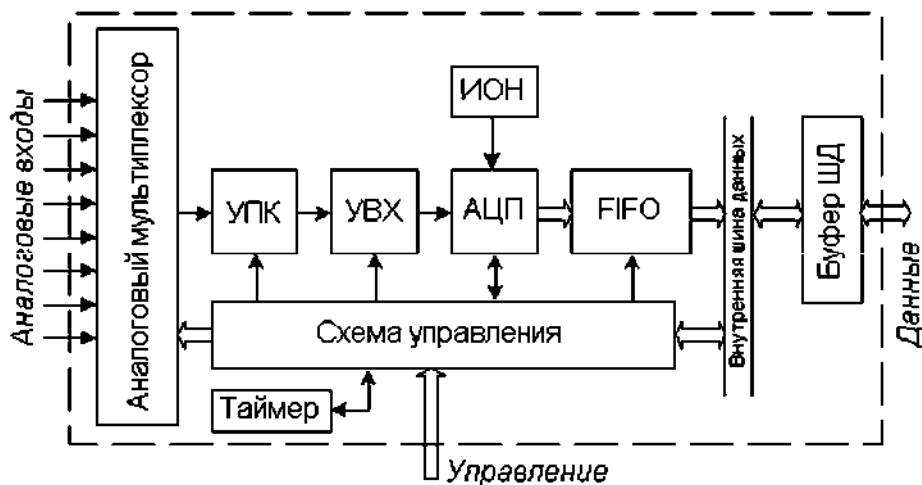 Аналоговые входы
Аналоговый мультиплексор
ИОН
УПК
УВХ
АЦП
FIFO
Внутренняя шина данных
Буфер ШД
Данные
Схема управления
Таймер
Управление